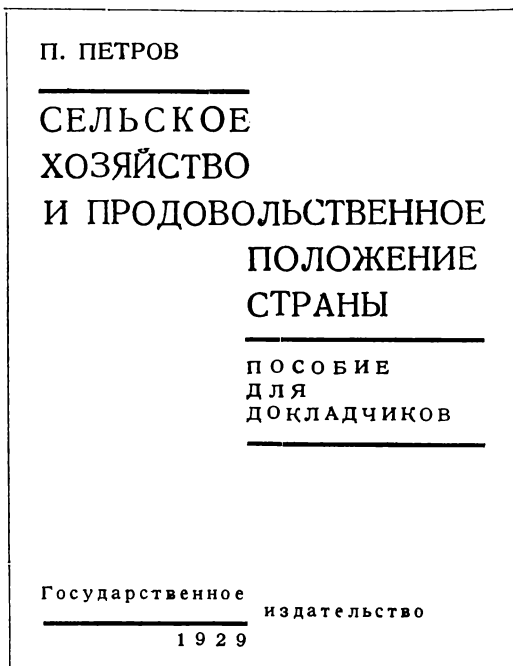 П. ПЕТРОВ
СЕЛЬСКОЕ
ХОЗЯЙСТВО
И ПРОДОВОЛЬСТВЕННОЕ
ПОЛОЖЕНИЕ
СТРАНЫ
ПОСОБИЕ
ДЛЯ
ДОКЛАДЧИКОВ
Государственное
издательство
1929